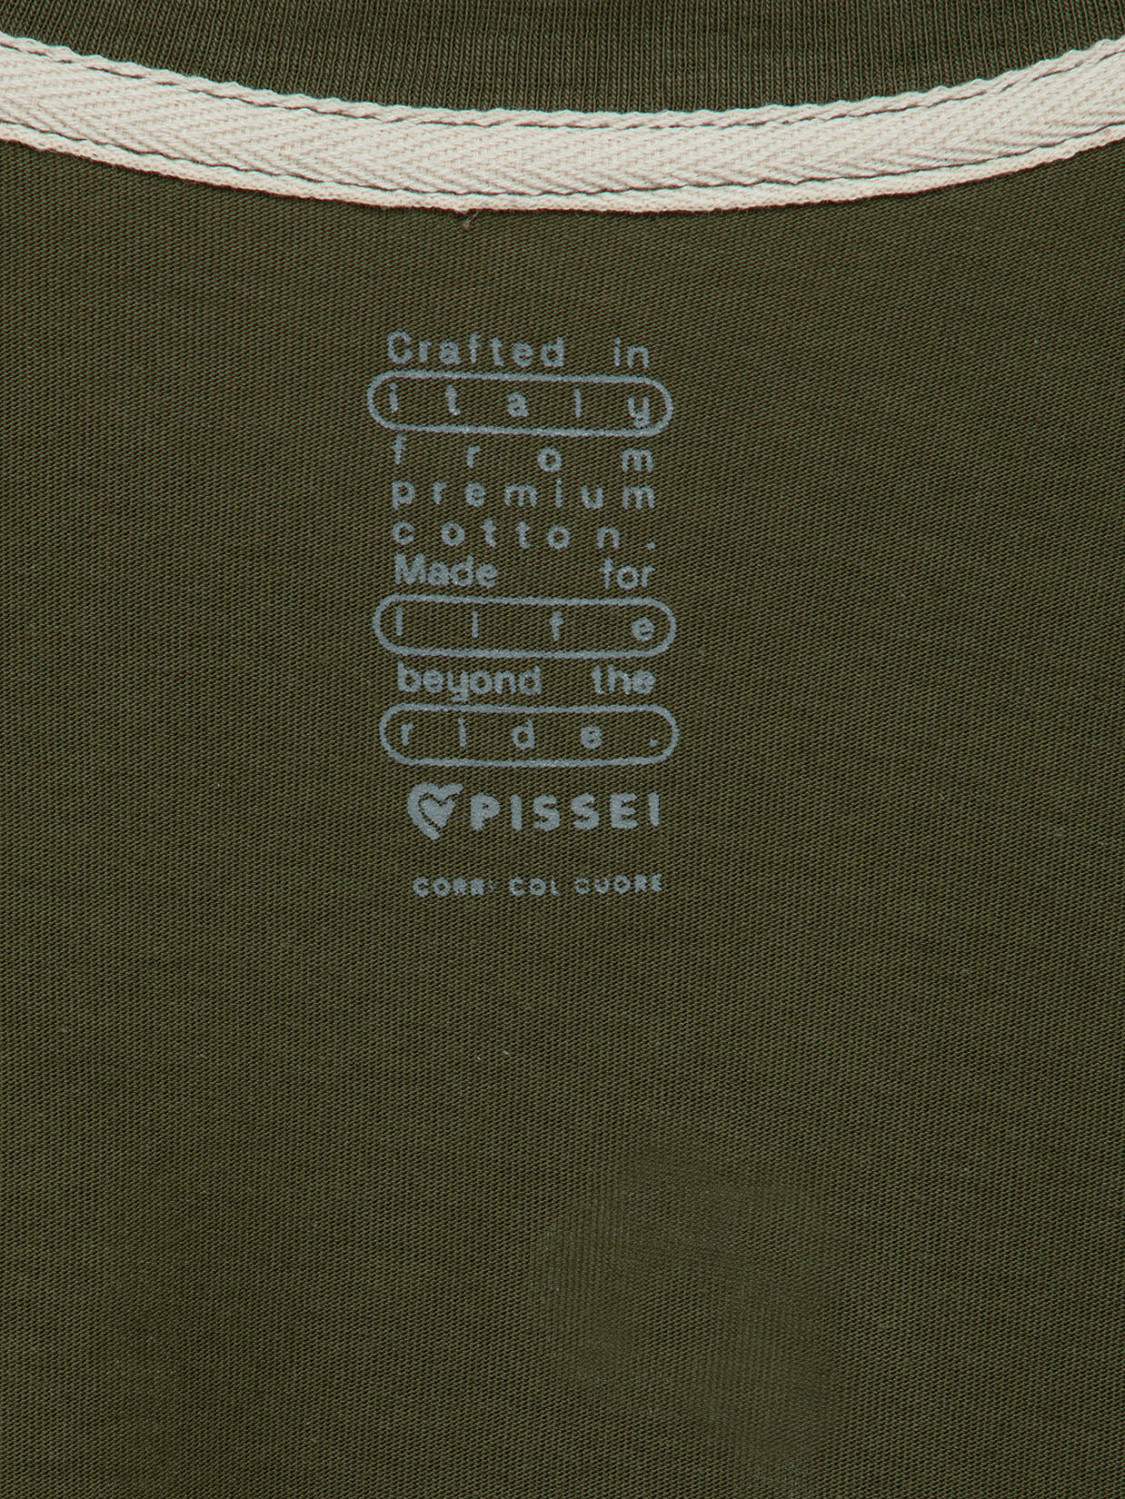 Crafted in
italy
from
premium
cotton.
Made for
life
beyond the
ride.
PISSEI
CORRI COL CUORE